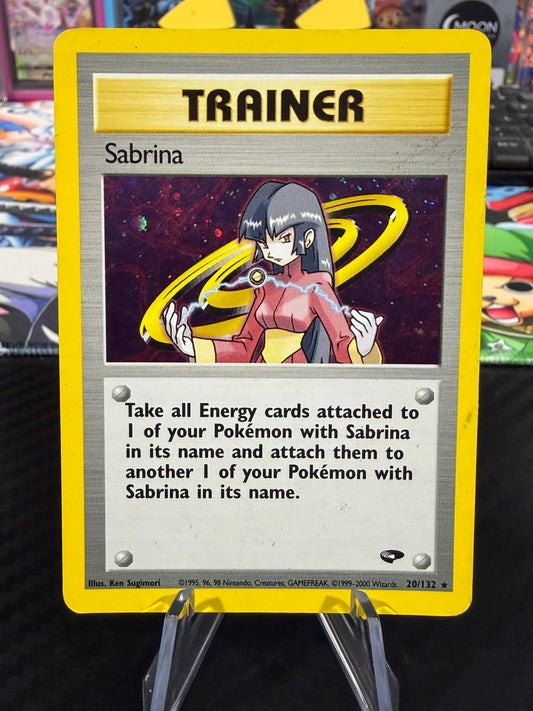 MOON
TRAINER
Sabrina
Take all Energy cards attached to
1 of your Pokémon with Sabrina
in its name and attach them to
another 1 of your Pokémon with
Sabrina in its name.
Illus. Ken Sugimori ©1995, 96, 98 Nintendo, Creatures, GAMEFREAK. ©1999-2000 Wizards. 20/132 ★